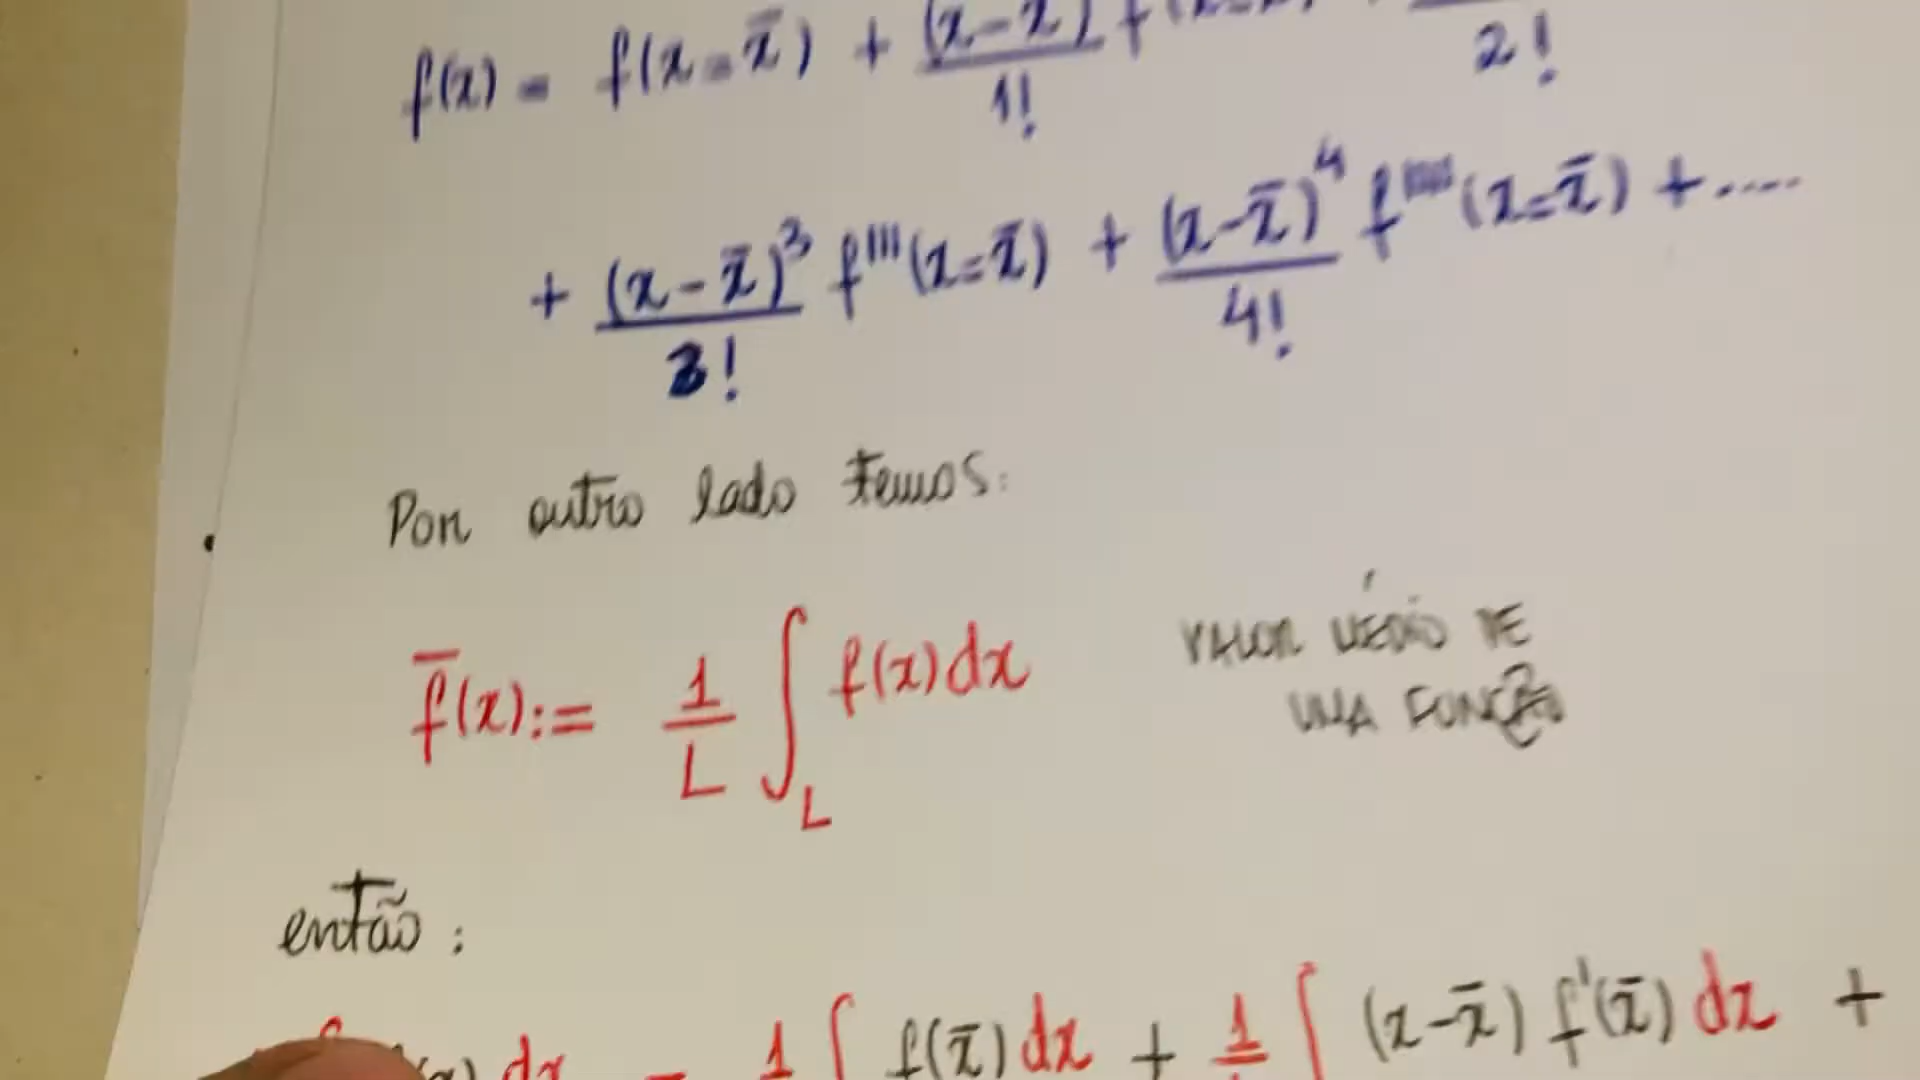 f(x) = f(x=x̄) + (x-x̄)/1! f(x=x̄) 2!
+ (x-x̄)³/3! f'''(x=x̄) + (x-x̄)⁴/4! f''''(x=x̄) + ....
Por outro lado temos:
f̄(x) := 1/L ∫_L f(x)dx
VALOR MÉDIO DE
UMA FUNÇÃO
então:
dx = 1 ∫ f(x̄)dx + 1 ∫ (x-x̄) f'(x̄) dx +